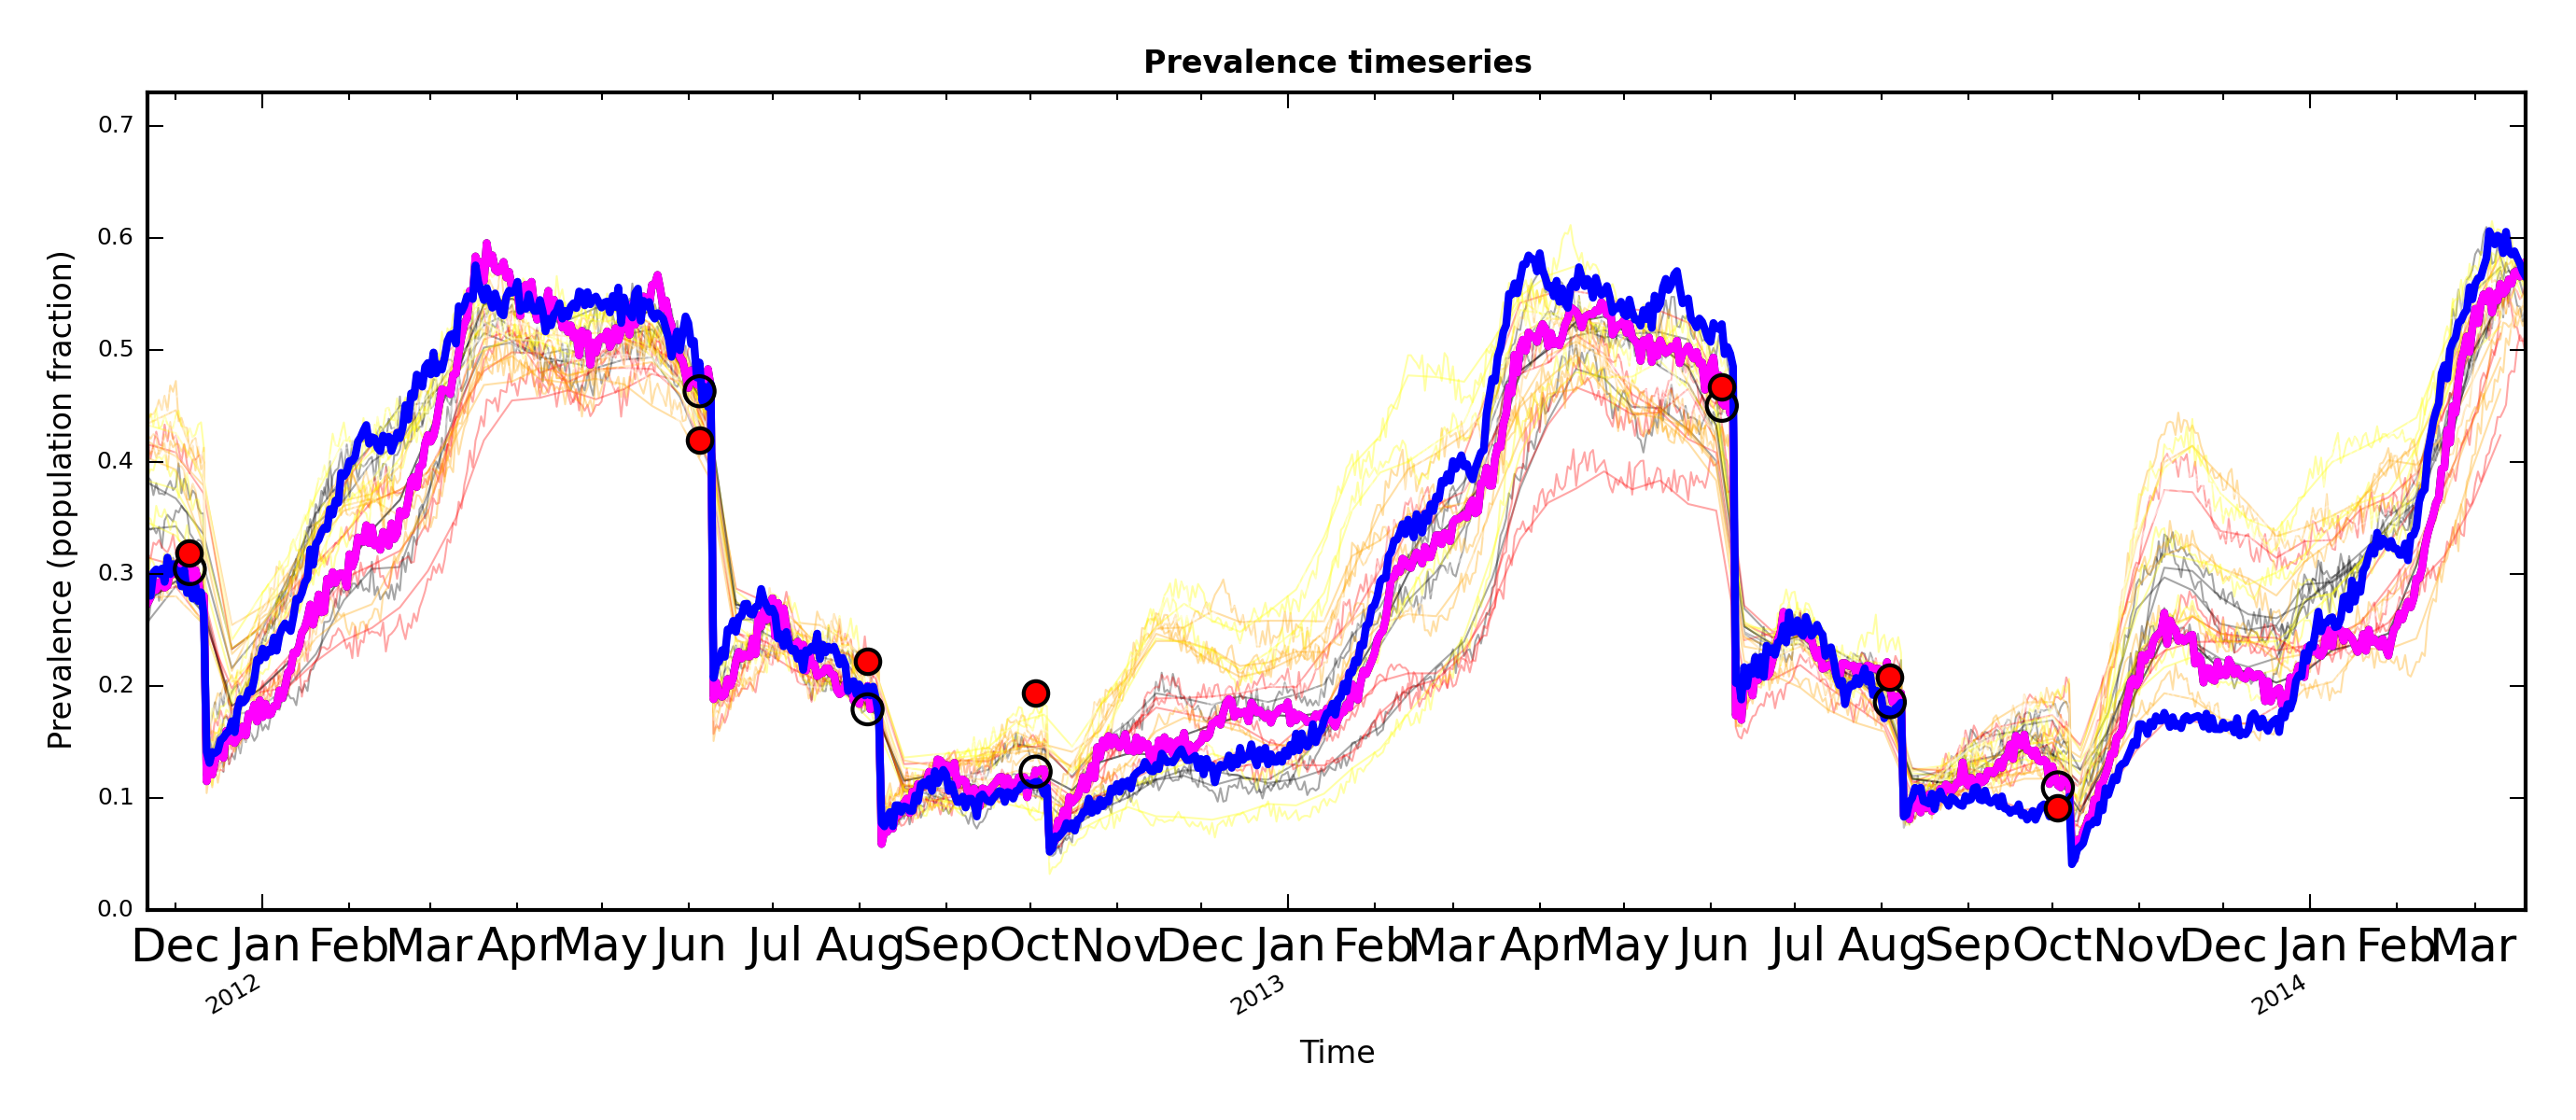 Prevalence timeseries
Prevalence (population fraction)
0.7
0.6
0.5
0.4
0.3
0.2
0.1
0.0
Dec Jan Feb Mar Apr May Jun Jul Aug Sep Oct Nov Dec Jan Feb Mar Apr May Jun Jul Aug Sep Oct Nov Dec Jan Feb Mar
2012 2013 2014
Time